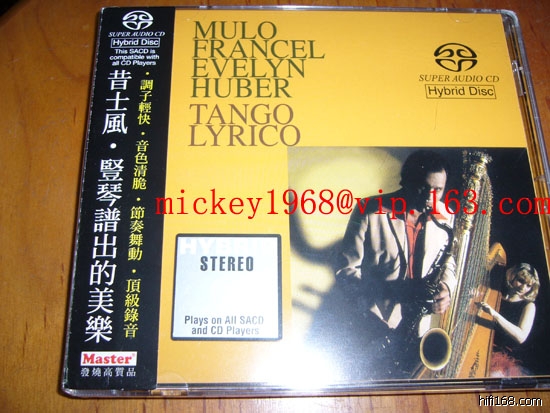 SUPER AUDIO CD
Hybrid Disc
This SACD is
compatible with
all CD Players
・調子輕快・音色清脆・節奏舞動・頂級錄音
昔士風・豎琴譜出的美樂
Master
發燒高質品
MULO
FRANCEL
EVELYN
HUBER
TANGO
LYRICO
SUPER AUDIO CD
Hybrid Disc
mickey1968@vip.163.com
HYBRID
STEREO
Plays on All SACD
and CD Players
hifi168.com